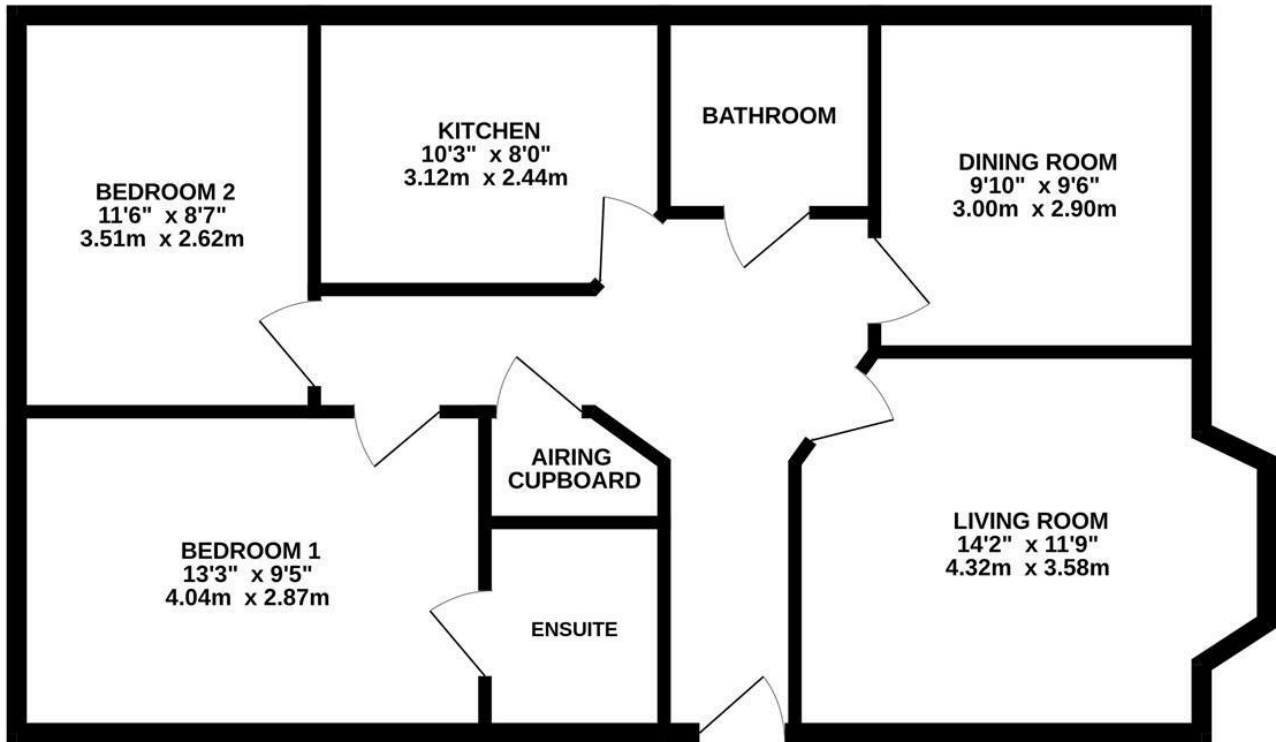 BEDROOM 2
11'6" x 8'7"
3.51m x 2.62m
KITCHEN
10'3" x 8'0"
3.12m x 2.44m
BATHROOM
DINING ROOM
9'10" x 9'6"
3.00m x 2.90m
BEDROOM 1
13'3" x 9'5"
4.04m x 2.87m
AIRING
CUPBOARD
ENSUITE
LIVING ROOM
14'2" x 11'9"
4.32m x 3.58m